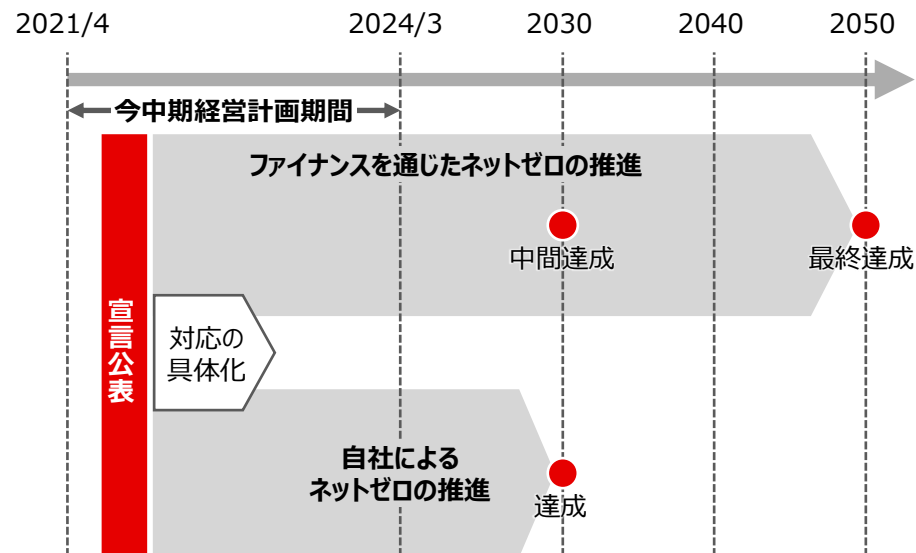 2021/4
2024/3
2030
2040
2050
今中期経営計画期間
ファイナンスを通じたネットゼロの推進
中間達成
最終達成
宣言公表
対応の
具体化
自社による
ネットゼロの推進
達成